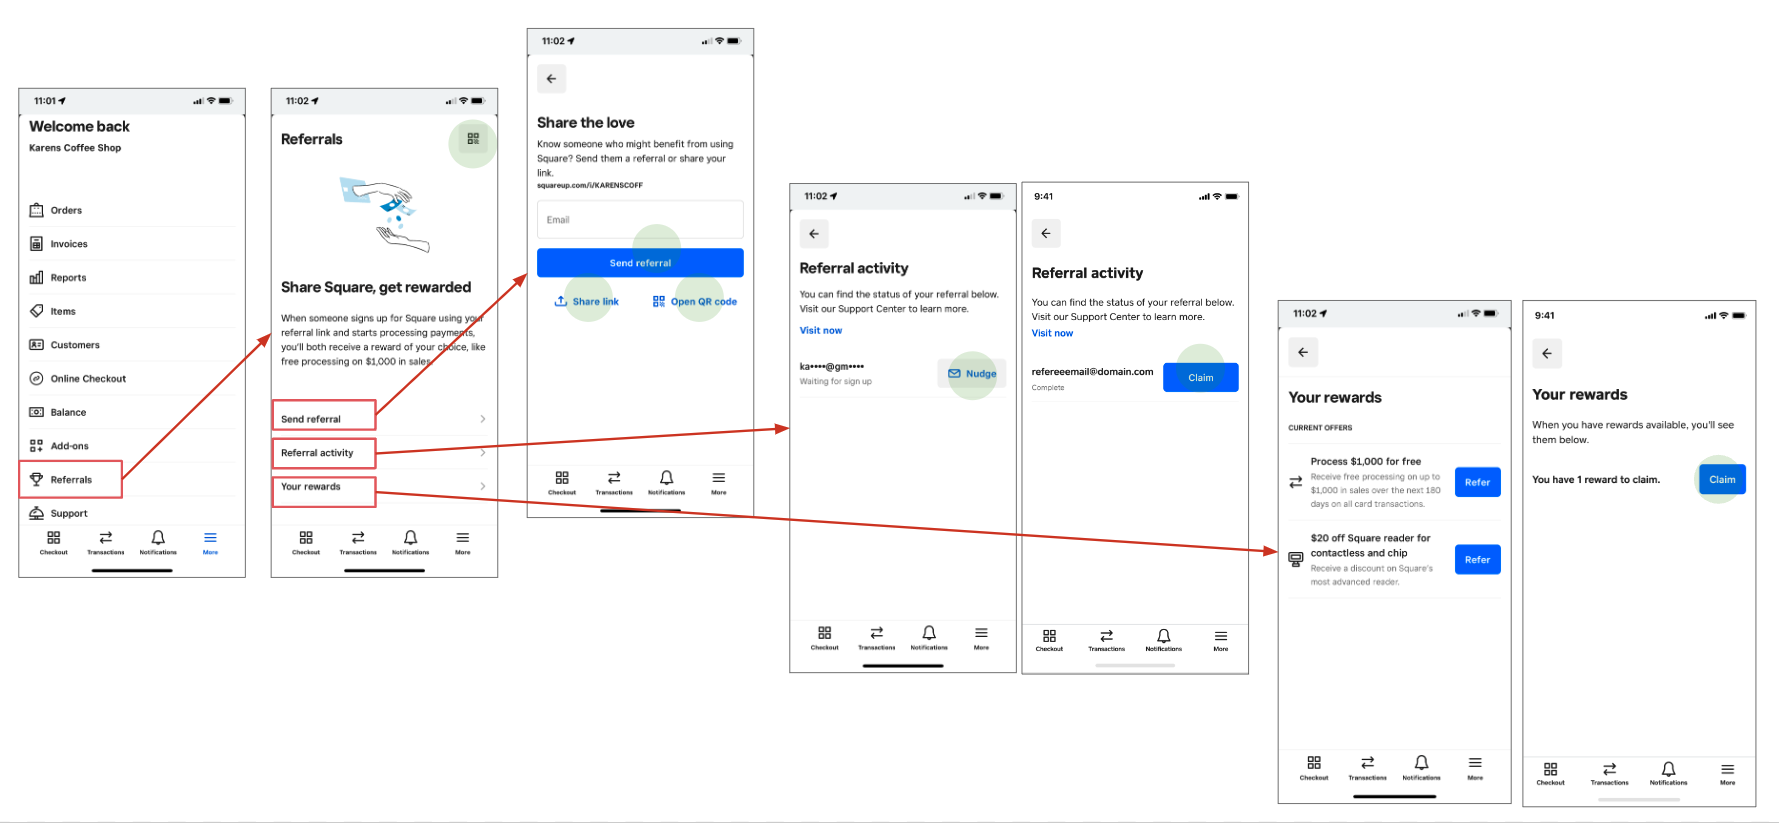 11:01
Welcome back
Karens Coffee Shop
Orders
Invoices
Reports
Items
Customers
Online Checkout
Balance
Add-ons
Referrals
Support
Checkout
Transactions
Notifications
More
11:02
Referrals
Share Square, get rewarded
When someone signs up for Square using your
referral link and starts processing payments,
you'll both receive a reward of your choice, like
free processing on $1,000 in sales.
Send referral
Referral activity
Your rewards
Checkout
Transactions
Notifications
More
11:02
Share the love
Know someone who might benefit from using
Square? Send them a referral or share your
link.
squareup.com/i/KARENSCOFF
Email
Send referral
Share link
Open QR code
Checkout
Transactions
Notifications
More
11:02
Referral activity
You can find the status of your referral below.
Visit our Support Center to learn more.
Visit now
ka••••@gm••••
Waiting for sign up
Nudge
Checkout
Transactions
Notifications
More
9:41
Referral activity
You can find the status of your referral below.
Visit our Support Center to learn more.
Visit now
refereeemail@domain.com
Complete
Claim
Checkout
Transactions
Notifications
More
11:02
Your rewards
CURRENT OFFERS
Process $1,000 for free
Receive free processing on up to
$1,000 in sales over the next 180
days on all card transactions.
Refer
$20 off Square reader for
contactless and chip
Receive a discount on Square's
most advanced reader.
Refer
Checkout
Transactions
Notifications
More
9:41
Your rewards
When you have rewards available, you'll see
them below.
You have 1 reward to claim.
Claim
Checkout
Transactions
Notifications
More